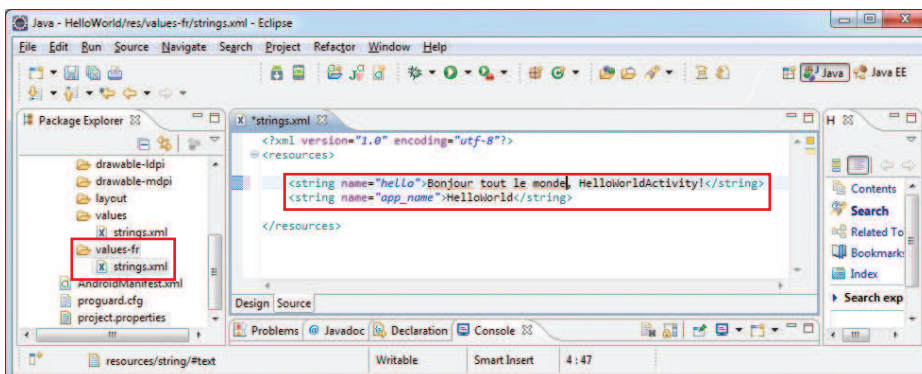 Java - HelloWorld/res/values-fr/strings.xml - Eclipse
File Edit Run Source Navigate Search Project Refactor Window Help
Java Java EE
Package Explorer
drawable-ldpi
drawable-mdpi
layout
values
strings.xml
values-fr
strings.xml
AndroidManifest.xml
proguard.cfg
project.properties
*strings.xml
<?xml version="1.0" encoding="utf-8"?>
<resources>
<string name="hello">Bonjour tout le monde, HelloWorldActivity!</string>
<string name="app_name">HelloWorld</string>
</resources>
Design Source
H
Contents
Search
Related To
Bookmark
Index
Search exp
Problems @ Javadoc Declaration Console
resources/string/#text Writable Smart Insert 4:47